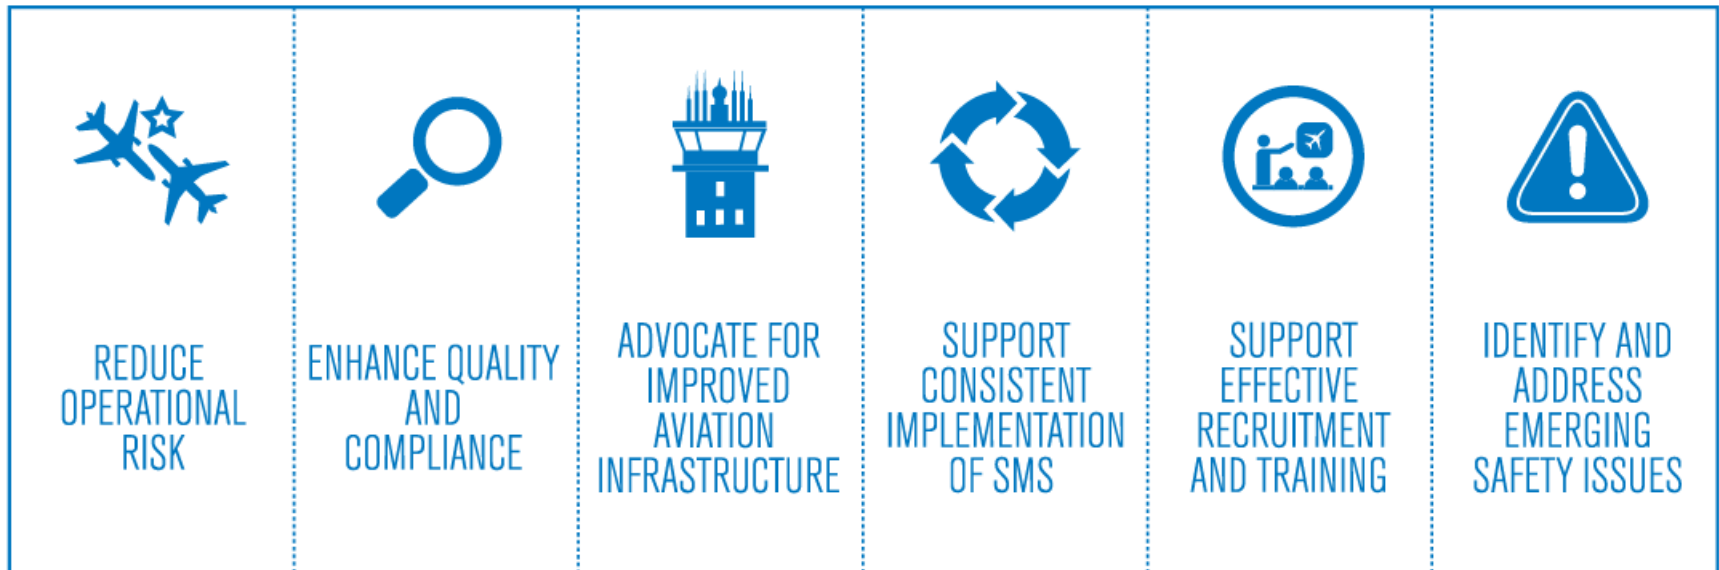 REDUCE
OPERATIONAL
RISK
ENHANCE QUALITY
AND
COMPLIANCE
ADVOCATE FOR
IMPROVED
AVIATION
INFRASTRUCTURE
SUPPORT
CONSISTENT
IMPLEMENTATION
OF SMS
SUPPORT
EFFECTIVE
RECRUITMENT
AND TRAINING
IDENTIFY AND
ADDRESS
EMERGING
SAFETY ISSUES